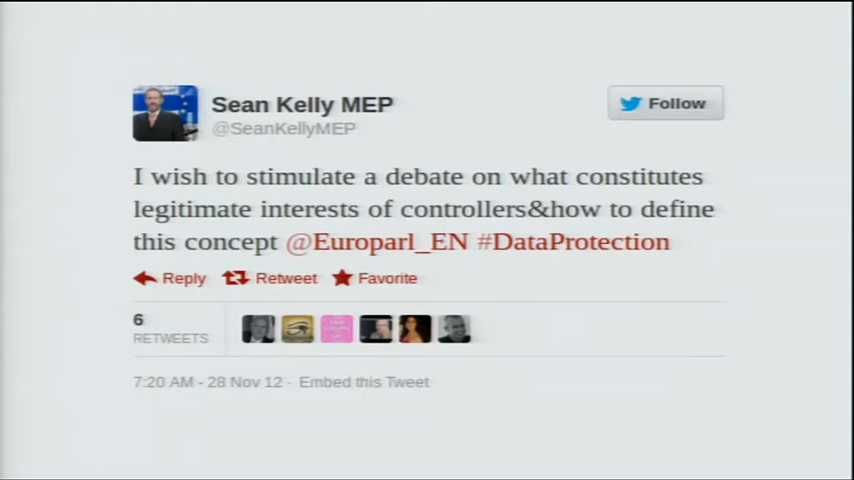 Sean Kelly MEP
@SeanKellyMEP
Follow
I wish to stimulate a debate on what constitutes
legitimate interests of controllers&how to define
this concept @Europarl_EN #DataProtection
Reply Retweet Favorite
6
RETWEETS
7:20 AM - 28 Nov 12 · Embed this Tweet